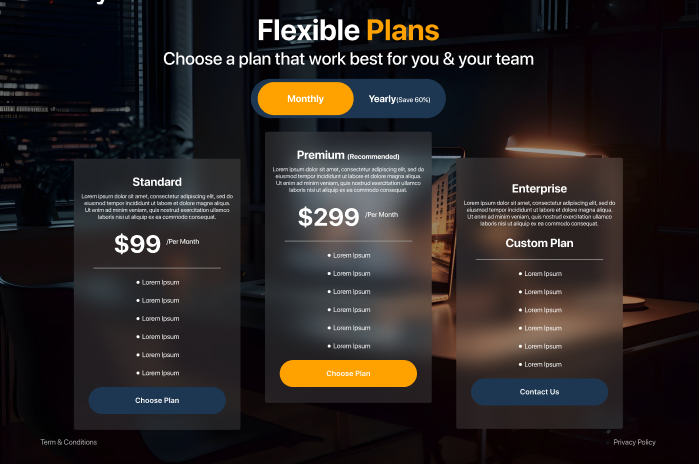 Flexible Plans
Choose a plan that work best for you & your team
Monthly
Yearly(Save 60%)
Standard
Lorem ipsum dolor sit amet, consectetur adipiscing elit, sed do
eiusmod tempor incididunt ut labore et dolore magna aliqua.
Ut enim ad minim veniam, quis nostrud exercitation ullamco
laboris nisi ut aliquip ex ea commodo consequat.
$99 /Per Month
Lorem Ipsum
Lorem Ipsum
Lorem Ipsum
Lorem Ipsum
Lorem Ipsum
Lorem Ipsum
Choose Plan
Premium (Recommended)
Lorem ipsum dolor sit amet, consectetur adipiscing elit, sed do
eiusmod tempor incididunt ut labore et dolore magna aliqua.
Ut enim ad minim veniam, quis nostrud exercitation ullamco
laboris nisi ut aliquip ex ea commodo consequat.
$299 /Per Month
Lorem Ipsum
Lorem Ipsum
Lorem Ipsum
Lorem Ipsum
Lorem Ipsum
Lorem Ipsum
Choose Plan
Enterprise
Lorem ipsum dolor sit amet, consectetur adipiscing elit, sed do
eiusmod tempor incididunt ut labore et dolore magna aliqua.
Ut enim ad minim veniam, quis nostrud exercitation ullamco
laboris nisi ut aliquip ex ea commodo consequat.
Custom Plan
Lorem Ipsum
Lorem Ipsum
Lorem Ipsum
Lorem Ipsum
Lorem Ipsum
Lorem Ipsum
Contact Us
Term & Conditions
Privacy Policy